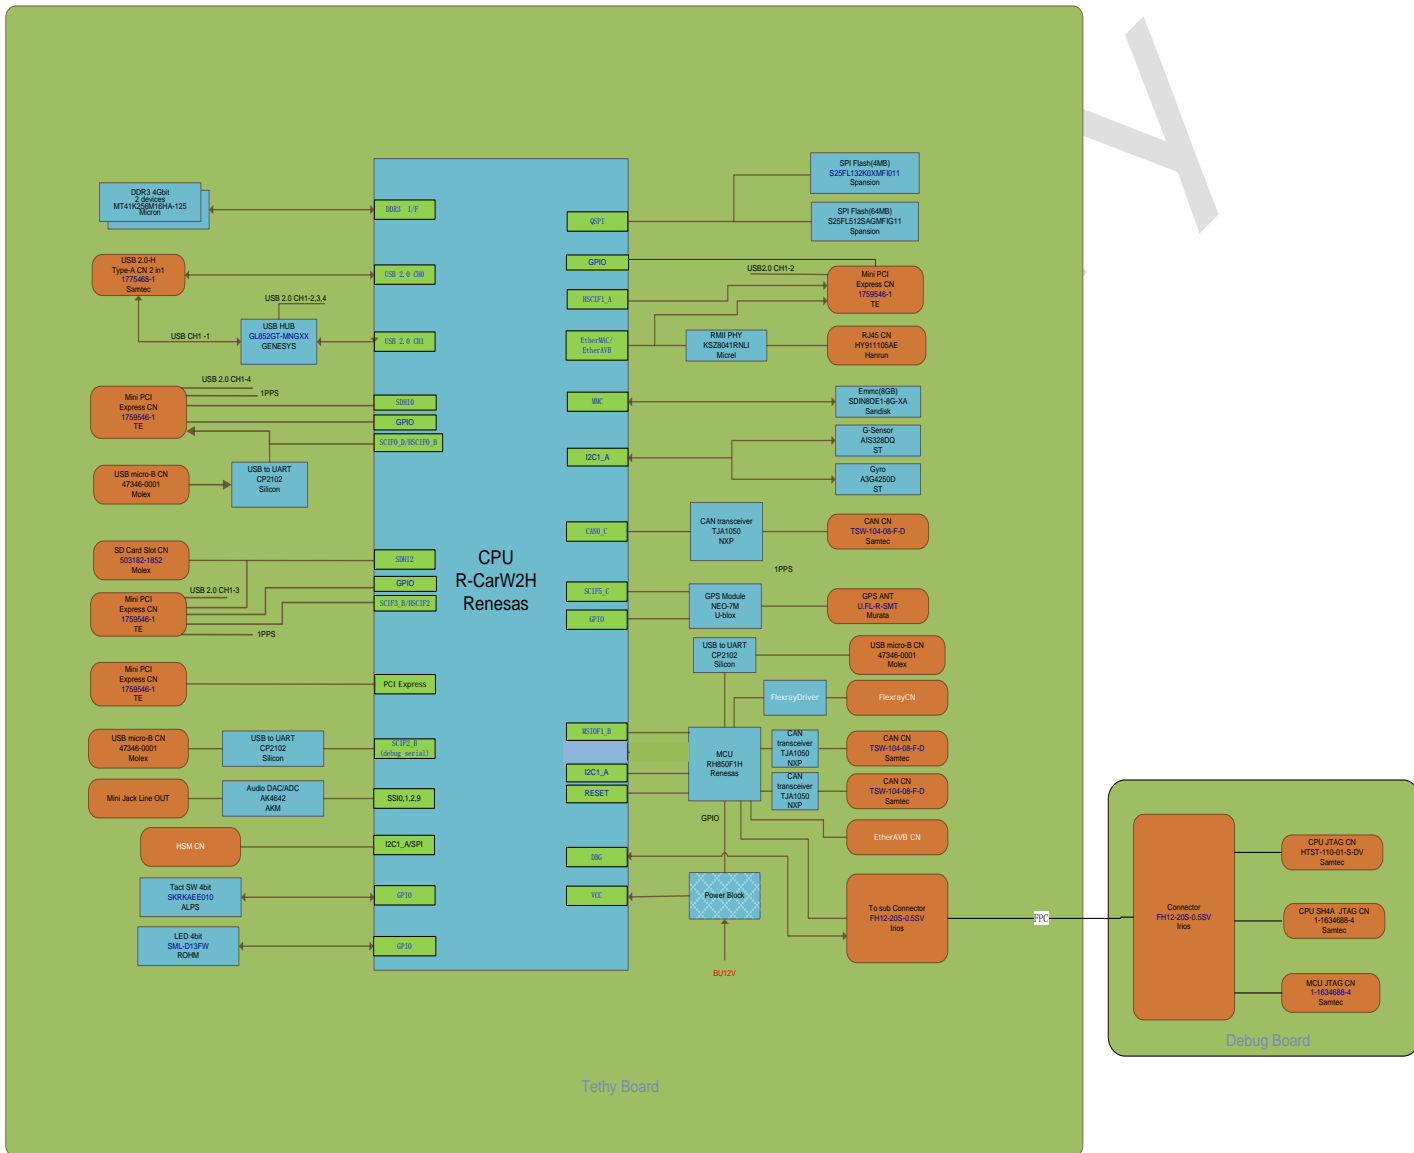 DDR3 4Gbit
2 devices
MT41K256M16HA-125
Micron
DDR3 I/F
USB 2.0-H
Type-A CN 2 in1
1775468-1
Samtec
USB 2.0 CH0
USB 2.0 CH1-2,3,4
USB CH1 -1
USB HUB
GL852GT-MNGXX
GENESYS
USB 2.0 CH1
USB 2.0 CH1-4
1PPS
Mini PCI
Express CN
1759546-1
TE
SDHI0
GPIO
SCIF0_D/HSCIF0_B
USB micro-B CN
47346-0001
Molex
USB to UART
CP2102
Silicon
SD Card Slot CN
503182-1852
Molex
SDHI2
GPIO
SCIF3_B/HSCIF2
USB 2.0 CH1-3
Mini PCI
Express CN
1759546-1
TE
1PPS
Mini PCI
Express CN
1759546-1
TE
PCI Express
USB micro-B CN
47346-0001
Molex
USB to UART
CP2102
Silicon
SCIF2_B
(debug serial)
Mini Jack Line OUT
Audio DAC/ADC
AK4642
AKM
SSI0,1,2,9
HSM CN
I2C1_A/SPI
Tact SW 4bit
SKRKAEE010
ALPS
GPIO
LED 4bit
SML-D13FW
ROHM
GPIO
CPU
R-CarW2H
Renesas
QSPI
SPI Flash(4MB)
S25FL132K0XMFI011
Spansion
SPI Flash(64MB)
S25FL512SAGMFIG11
Spansion
GPIO
USB2.0 CH1-2
Mini PCI
Express CN
1759546-1
TE
HSCIF1_A
EtherMAC/
EtherAVB
RMII PHY
KSZ8041RNLI
Micrel
RJ45 CN
HY911105AE
Hanrun
MMC
Emmc(8GB)
SDIN8DE1-8G-XA
Sandisk
G-Sensor
AIS328DQ
ST
I2C1_A
Gyro
A3G4250D
ST
CAN0_C
CAN transceiver
TJA1050
NXP
CAN CN
TSW-104-08-F-D
Samtec
1PPS
SCIF5_C
GPIO
GPS Module
NEO-7M
U-blox
GPS ANT
U.FL-R-SMT
Murata
USB to UART
CP2102
Silicon
USB micro-B CN
47346-0001
Molex
FlexrayDriver
FlexrayCN
MSIOF1_B
I2C1_A
RESET
MCU
RH850F1H
Renesas
CAN
transceiver
TJA1050
NXP
CAN CN
TSW-104-08-F-D
Samtec
CAN
transceiver
TJA1050
NXP
CAN CN
TSW-104-08-F-D
Samtec
GPIO
EtherAVB CN
DBG
VCC
Power Block
BU12V
To sub Connector
FH12-20S-0.5SV
Irios
FPC
Connector
FH12-20S-0.5SV
Irios
CPU JTAG CN
HTST-110-01-S-DV
Samtec
CPU SH4A JTAG CN
1-1634688-4
Samtec
MCU JTAG CN
1-1634688-4
Samtec
Debug Board
Tethy Board
Y